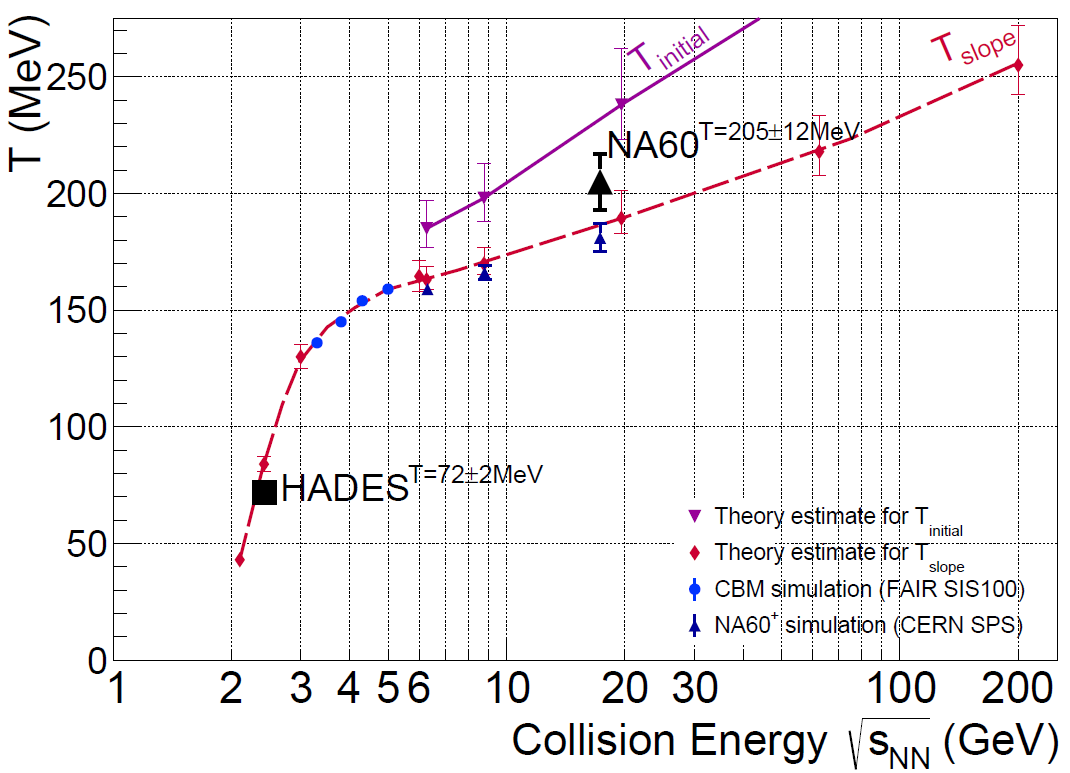 T (MeV)
250
200
150
100
50
0
T initial
T slope
NA60 T=205±12MeV
HADES T=72±2MeV
Theory estimate for T initial
Theory estimate for T slope
CBM simulation (FAIR SIS100)
NA60+ simulation (CERN SPS)
1 2 3 4 5 6 10 20 30 100 200
Collision Energy √sNN (GeV)